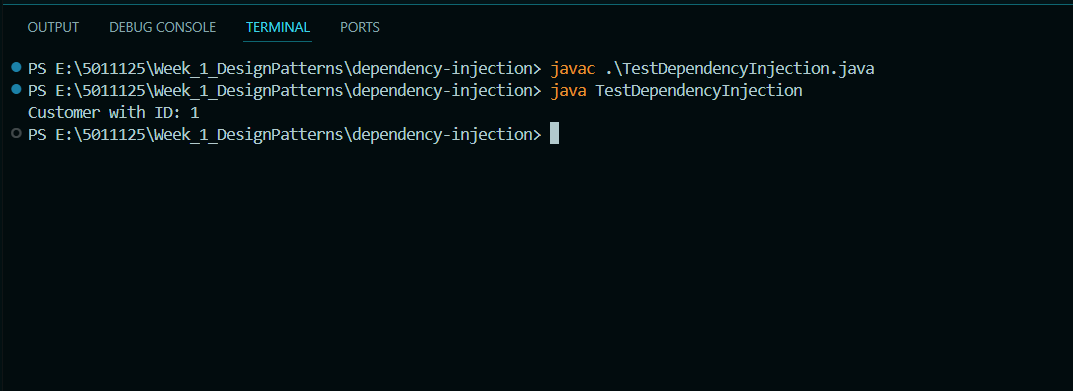 OUTPUT DEBUG CONSOLE TERMINAL PORTS
PS E:\5011125\Week_1_DesignPatterns\dependency-injection> javac .\TestDependencyInjection.java
PS E:\5011125\Week_1_DesignPatterns\dependency-injection> java TestDependencyInjection
Customer with ID: 1
PS E:\5011125\Week_1_DesignPatterns\dependency-injection>